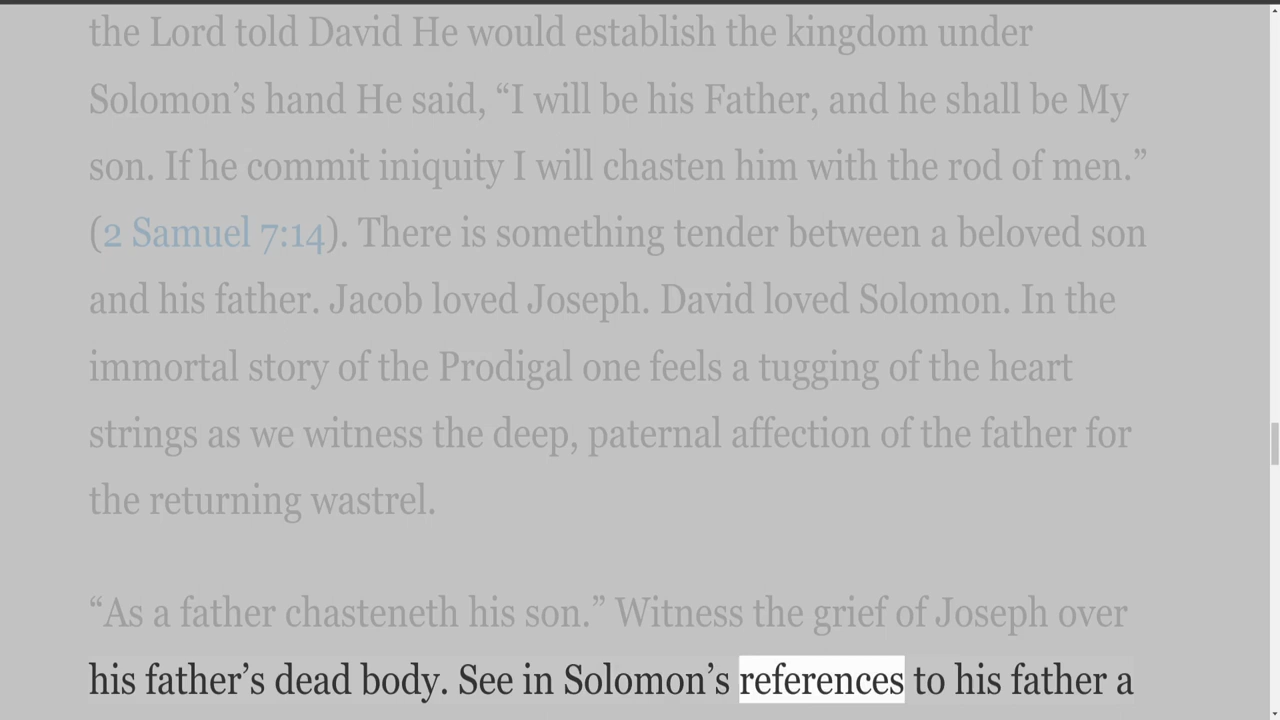 the Lord told David He would establish the kingdom under
Solomon’s hand He said, “I will be his Father, and he shall be My
son. If he commit iniquity I will chasten him with the rod of men.”
(2 Samuel 7:14). There is something tender between a beloved son
and his father. Jacob loved Joseph. David loved Solomon. In the
immortal story of the Prodigal one feels a tugging of the heart
strings as we witness the deep, paternal affection of the father for
the returning wastrel.
“As a father chasteneth his son.” Witness the grief of Joseph over
his father’s dead body. See in Solomon’s references to his father a